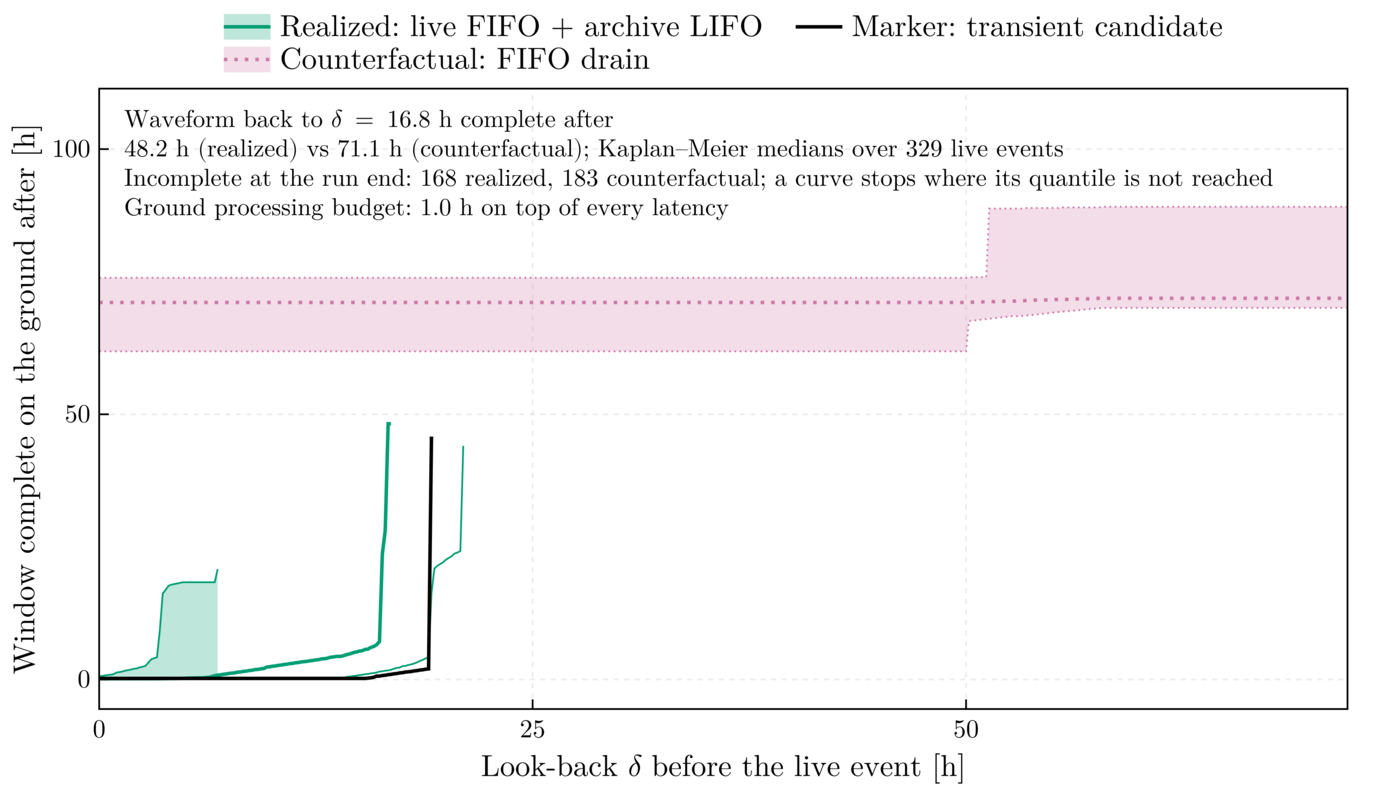 Realized: live FIFO + archive LIFO
Marker: transient candidate
Counterfactual: FIFO drain
Waveform back to δ = 16.8 h complete after
48.2 h (realized) vs 71.1 h (counterfactual); Kaplan–Meier medians over 329 live events
Incomplete at the run end: 168 realized, 183 counterfactual; a curve stops where its quantile is not reached
Ground processing budget: 1.0 h on top of every latency
Window complete on the ground after [h]
100
50
0
0
25
50
Look-back δ before the live event [h]